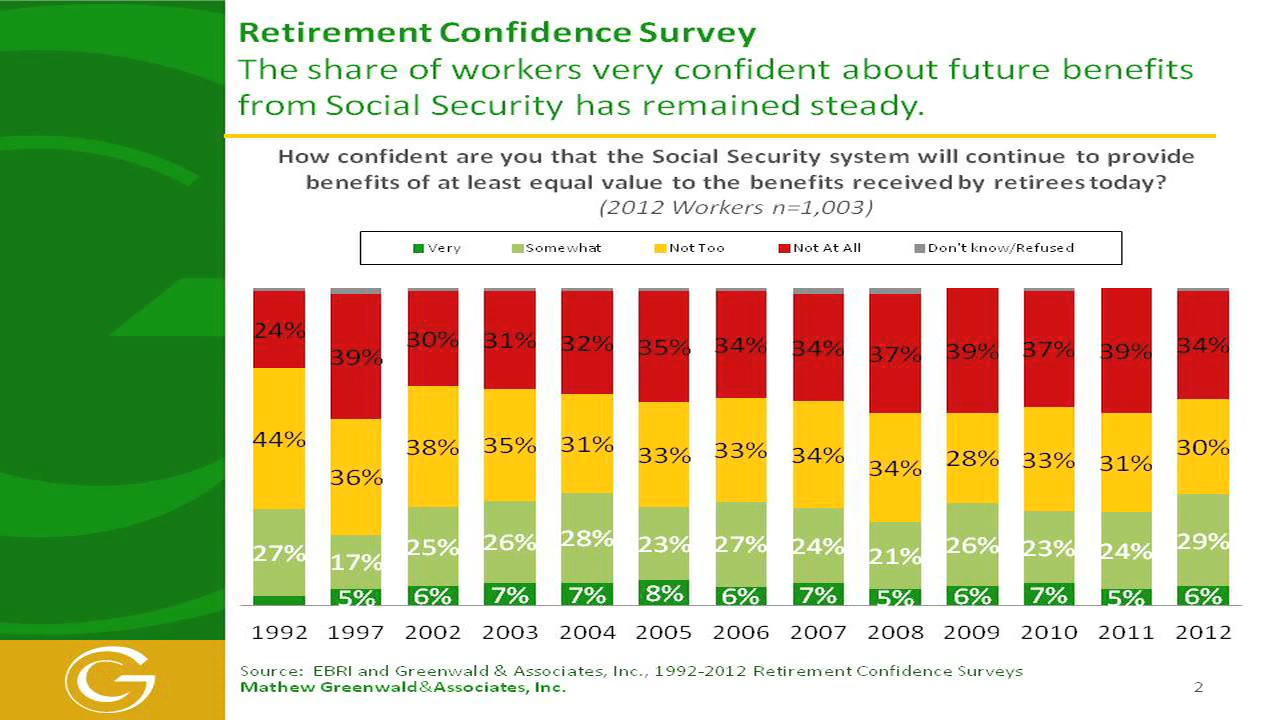 Retirement Confidence Survey
The share of workers very confident about future benefits
from Social Security has remained steady.
How confident are you that the Social Security system will continue to provide
benefits of at least equal value to the benefits received by retirees today?
(2012 Workers n=1,003)
Very Somewhat Not Too Not At All Don't know/Refused
24% 39% 30% 31% 32% 35% 34% 34% 37% 39% 37% 39% 34%
44% 36% 38% 35% 31% 33% 33% 34% 34% 28% 33% 31% 30%
27% 17% 25% 26% 28% 23% 27% 24% 21% 26% 23% 24% 29%
5% 6% 7% 7% 8% 6% 7% 5% 6% 7% 5% 6%
1992 1997 2002 2003 2004 2005 2006 2007 2008 2009 2010 2011 2012
Source: EBRI and Greenwald & Associates, Inc., 1992-2012 Retirement Confidence Surveys
Mathew Greenwald&Associates, Inc.
2